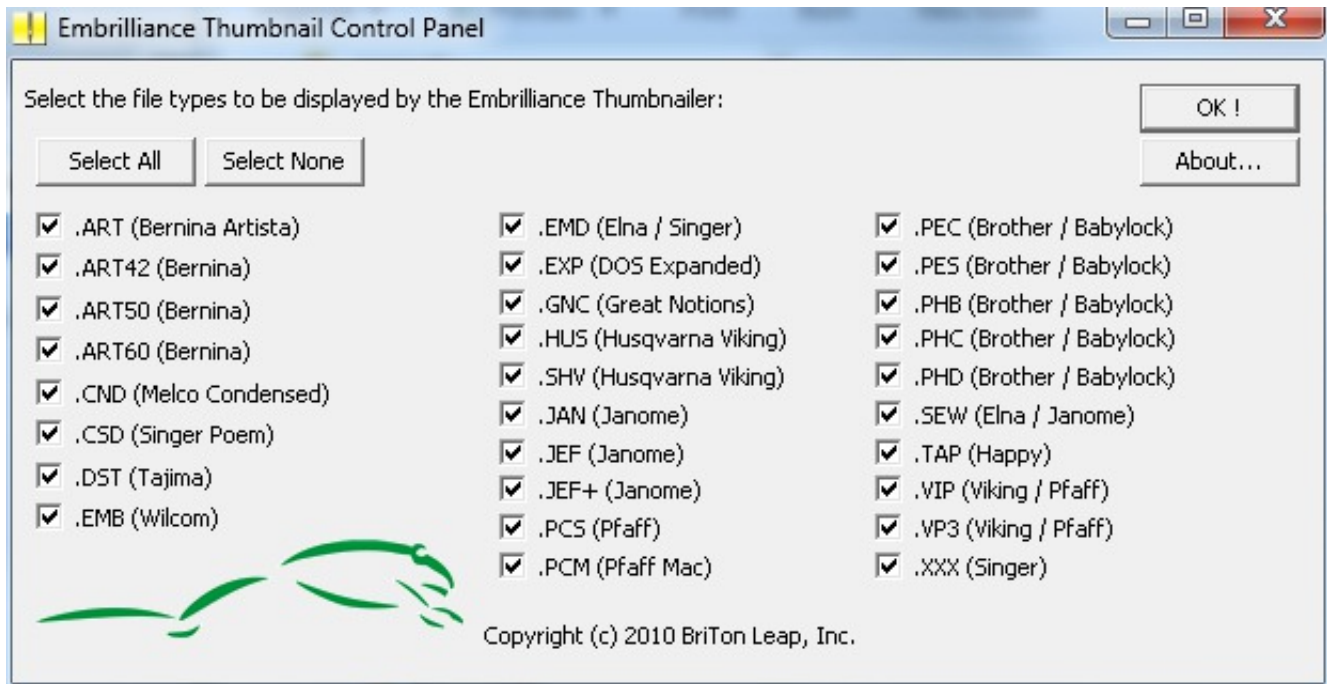 Embrilliance Thumbnail Control Panel
Select the file types to be displayed by the Embrilliance Thumbnailer:
OK !
Select All
Select None
About...
.ART (Bernina Artista)
.ART42 (Bernina)
.ART50 (Bernina)
.ART60 (Bernina)
.CND (Melco Condensed)
.CSD (Singer Poem)
.DST (Tajima)
.EMB (Wilcom)
.EMD (Elna / Singer)
.EXP (DOS Expanded)
.GNC (Great Notions)
.HUS (Husqvarna Viking)
.SHV (Husqvarna Viking)
.JAN (Janome)
.JEF (Janome)
.JEF+ (Janome)
.PCS (Pfaff)
.PCM (Pfaff Mac)
.PEC (Brother / Babylock)
.PES (Brother / Babylock)
.PHB (Brother / Babylock)
.PHC (Brother / Babylock)
.PHD (Brother / Babylock)
.SEW (Elna / Janome)
.TAP (Happy)
.VIP (Viking / Pfaff)
.VP3 (Viking / Pfaff)
.XXX (Singer)
Copyright (c) 2010 BriTon Leap, Inc.